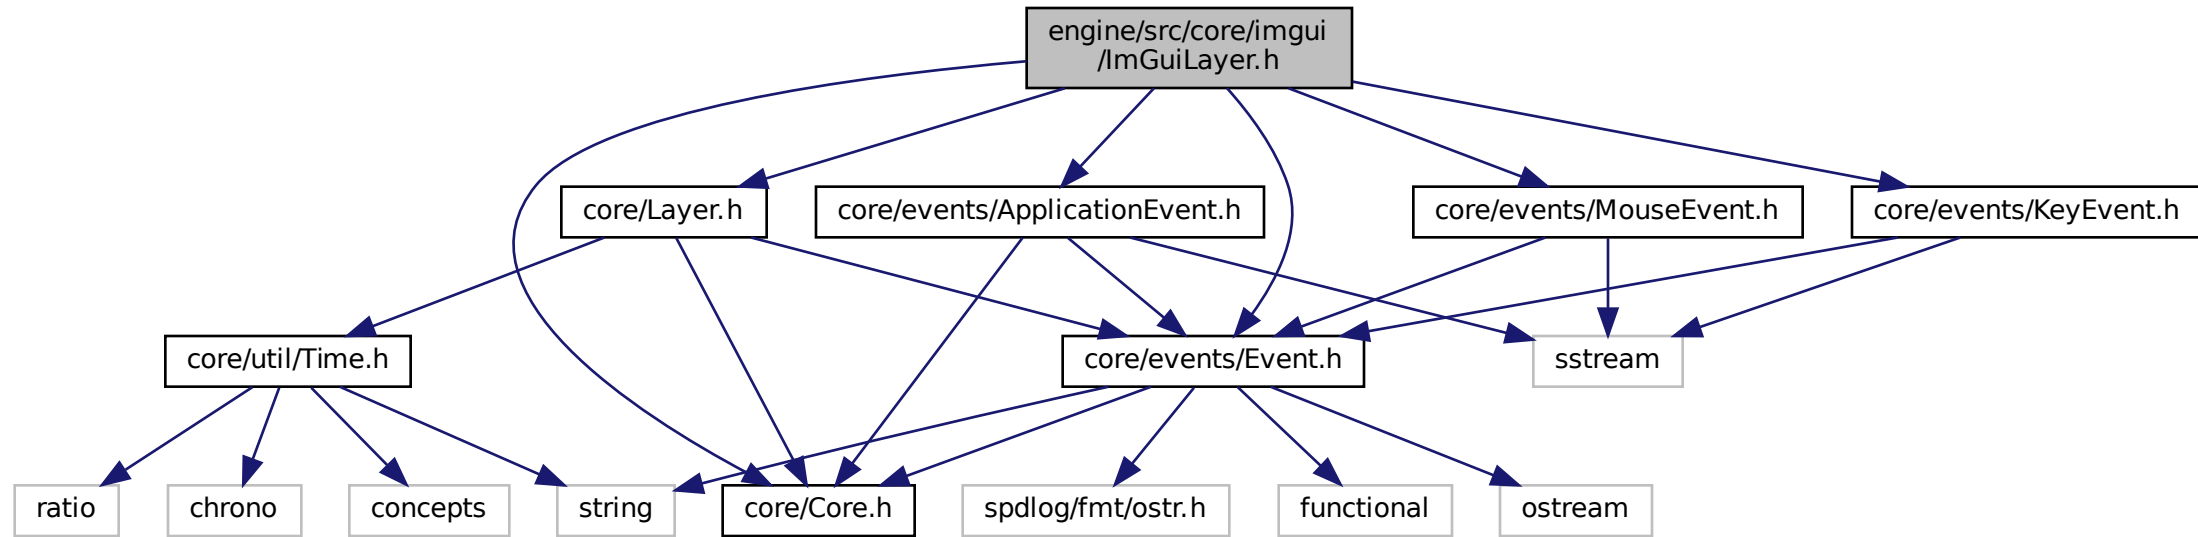 engine/src/core/imgui
/ImGuiLayer.h
core/Layer.h
core/events/ApplicationEvent.h
core/events/MouseEvent.h
core/events/KeyEvent.h
core/util/Time.h
core/events/Event.h
sstream
ratio
chrono
concepts
string
core/Core.h
spdlog/fmt/ostr.h
functional
ostream